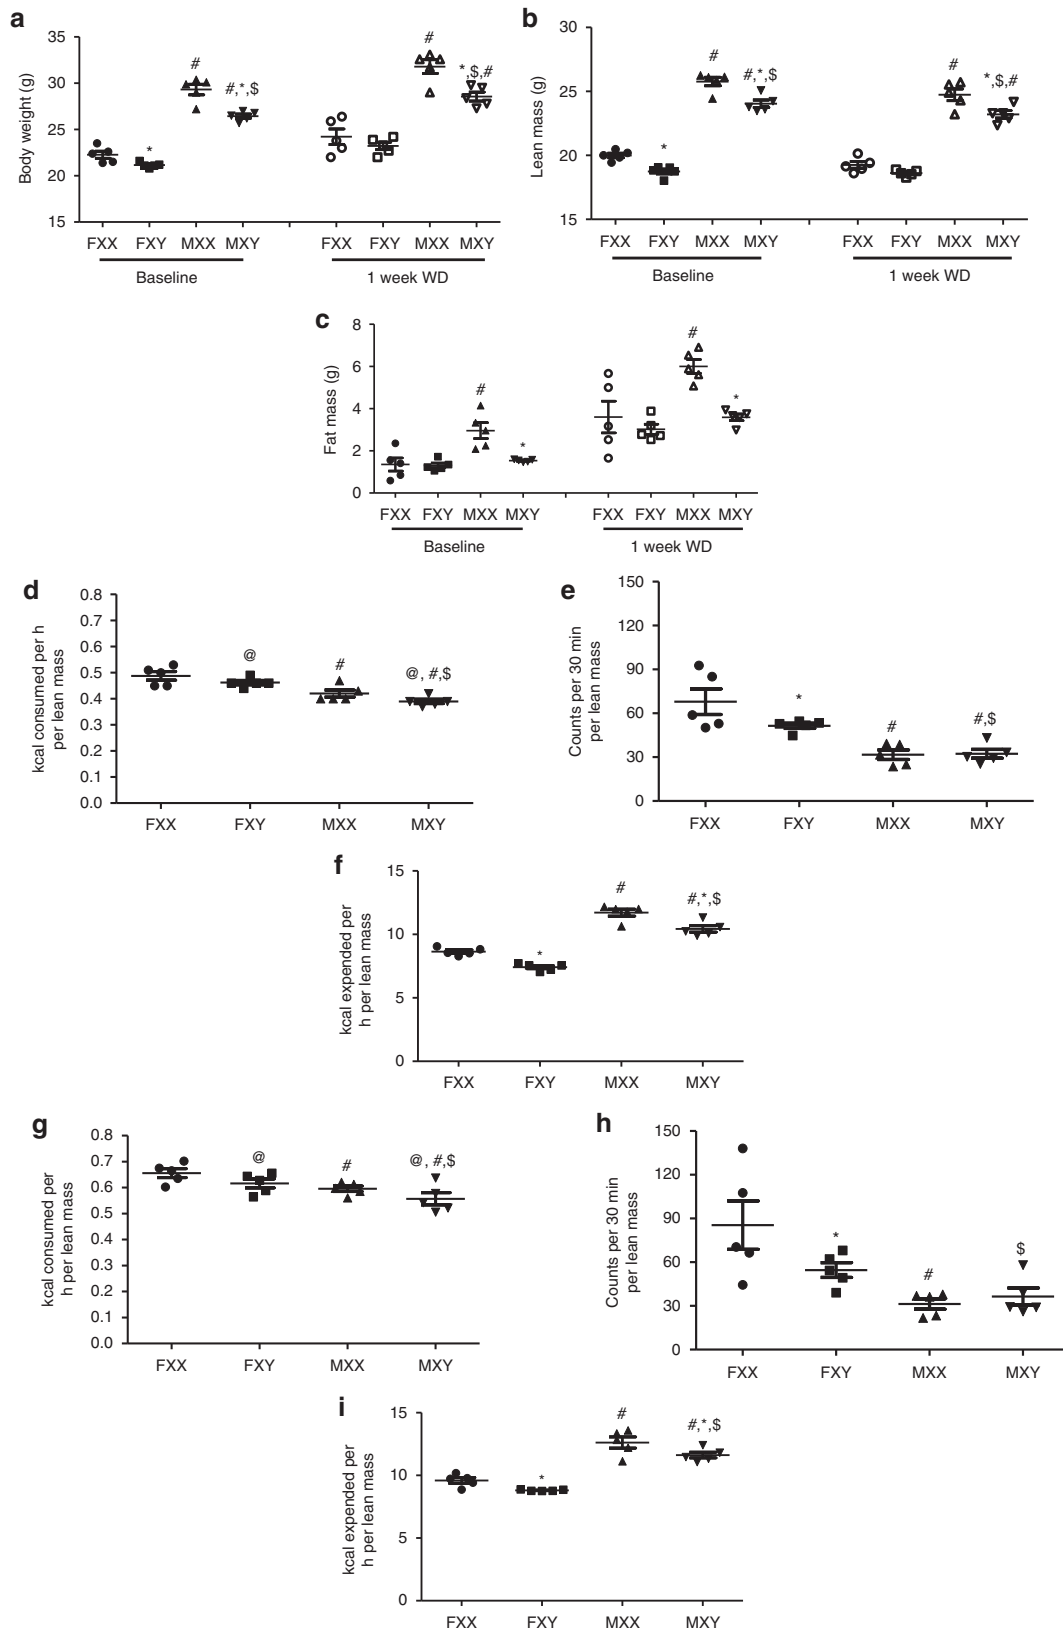 a
Body weight (g)
35
30
25
20
15
#
*
#,*,$
#
*,$,#
FXX FXY MXX MXY FXX FXY MXX MXY
Baseline 1 week WD
b
Lean mass (g)
30
25
20
15
*
#
#,*,$
#
*,$,#
FXX FXY MXX MXY FXX FXY MXX MXY
Baseline 1 week WD
c
Fat mass (g)
8
6
4
2
0
#
*
#
*
FXX FXY MXX MXY FXX FXY MXX MXY
Baseline 1 week WD
d
kcal consumed per h
per lean mass
0.8
0.7
0.6
0.5
0.4
0.3
0.2
0.1
0.0
@
#
@, #,$
FXX FXY MXX MXY
e
Counts per 30 min
per lean mass
150
90
60
30
0
*
#
#,$
FXX FXY MXX MXY
f
kcal expended per
h per lean mass
15
10
5
0
*
#
#,*,$
FXX FXY MXX MXY
g
kcal consumed per
h per lean mass
0.8
0.7
0.6
0.5
0.4
0.3
0.2
0.1
0.0
@
#
@, #,$
FXX FXY MXX MXY
h
Counts per 30 min
per lean mass
150
90
60
30
0
*
#
$
FXX FXY MXX MXY
i
kcal expended per
h per lean mass
15
10
5
0
*
#
#,*,$
FXX FXY MXX MXY